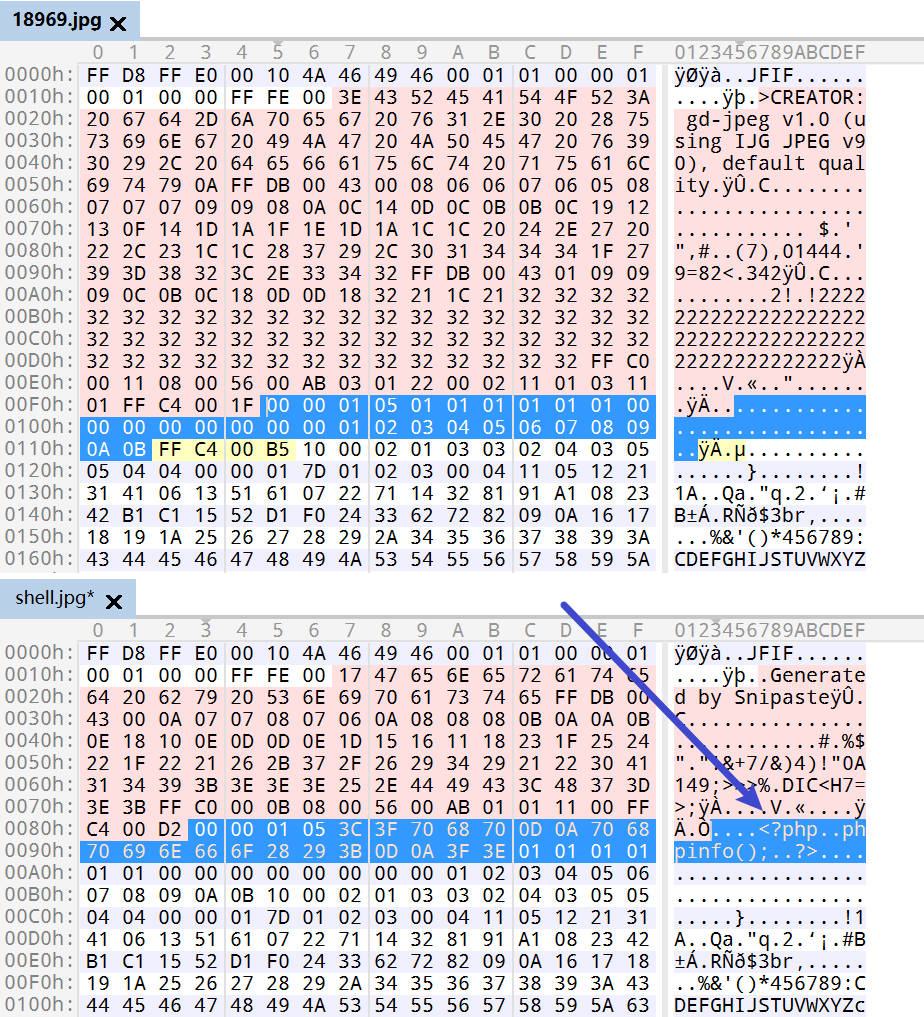 18969.jpg
0 1 2 3 4 5 6 7 8 9 A B C D E F 0123456789ABCDEF
0000h: FF D8 FF E0 00 10 4A 46 49 46 00 01 01 00 00 01 ÿØÿà..JFIF......
0010h: 00 01 00 00 FF FE 00 3E 43 52 45 41 54 4F 52 3A ....ÿþ.>CREATOR:
0020h: 20 67 64 2D 6A 70 65 67 20 76 31 2E 30 20 28 75 gd-jpeg v1.0 (u
0030h: 73 69 6E 67 20 49 4A 47 20 4A 50 45 47 20 76 39 sing IJG JPEG v9
0040h: 30 29 2C 20 64 65 66 61 75 6C 74 20 71 75 61 6C 0), default qual
0050h: 69 74 79 0A FF DB 00 43 00 08 06 06 07 06 05 08 ity.ÿÛ.C........
0060h: 07 07 07 09 09 08 0A 0C 14 0D 0C 0B 0B 0C 19 12 ................
0070h: 13 0F 14 1D 1A 1F 1E 1D 1A 1C 1C 20 24 2E 27 20 ........... $.'
0080h: 22 2C 23 1C 1C 28 37 29 2C 30 31 34 34 34 1F 27 ",#..(7),01444.'
0090h: 39 3D 38 32 3C 2E 33 34 32 FF DB 00 43 01 09 09 9=82<.342ÿÛ.C...
00A0h: 09 0C 0B 0C 18 0D 0D 18 32 21 1C 21 32 32 32 32 ........2!.!2222
00B0h: 32 32 32 32 32 32 32 32 32 32 32 32 32 32 32 32 2222222222222222
00C0h: 32 32 32 32 32 32 32 32 32 32 32 32 32 32 32 32 2222222222222222
00D0h: 32 32 32 32 32 32 32 32 32 32 32 32 32 32 FF C0 22222222222222ÿÀ
00E0h: 00 11 08 00 56 00 AB 03 01 22 00 02 11 01 03 11 ....V.«.."......
00F0h: 01 FF C4 00 1F 00 00 01 05 01 01 01 01 01 01 00 .ÿÄ.............
0100h: 00 00 00 00 00 00 00 01 02 03 04 05 06 07 08 09 ................
0110h: 0A 0B FF C4 00 B5 10 00 02 01 03 03 02 04 03 05 ..ÿÄ.µ..........
0120h: 05 04 04 00 00 01 7D 01 02 03 00 04 11 05 12 21 ......}........!
0130h: 31 41 06 13 51 61 07 22 71 14 32 81 91 A1 08 23 1A..Qa."q.2.‘¡.#
0140h: 42 B1 C1 15 52 D1 F0 24 33 62 72 82 09 0A 16 17 B±Á.RÑð$3br‚....
0150h: 18 19 1A 25 26 27 28 29 2A 34 35 36 37 38 39 3A ...%&'()*456789:
0160h: 43 44 45 46 47 48 49 4A 53 54 55 56 57 58 59 5A CDEFGHIJSTUVWXYZ
shell.jpg*
0 1 2 3 4 5 6 7 8 9 A B C D E F 0123456789ABCDEF
0000h: FF D8 FF E0 00 10 4A 46 49 46 00 01 01 00 00 01 ÿØÿà..JFIF......
0010h: 00 01 00 00 FF FE 00 17 47 65 6E 65 72 61 74 65 ....ÿþ..Generate
0020h: 64 20 62 79 20 53 6E 69 70 61 73 74 65 FF DB 00 d by SnipasteÿÛ.
0030h: 43 00 0A 07 07 08 07 06 0A 08 08 08 0B 0A 0A 0B C...............
0040h: 0E 18 10 0E 0D 0D 0E 1D 15 16 11 18 23 1F 25 24 ............#.%$
0050h: 22 1F 22 21 26 2B 37 2F 26 29 34 29 21 22 30 41 "."!&+7/&)4)!"0A
0060h: 31 34 39 3B 3E 3E 3E 25 2E 44 49 43 3C 48 37 3D 149;>>>%.DIC<H7=
0070h: 3E 3B FF C0 00 0B 08 00 56 00 AB 01 01 11 00 FF >;ÿÀ....V.«....ÿ
0080h: C4 00 D2 00 00 01 05 3C 3F 70 68 70 0D 0A 70 68 Ä.Ò....<?php..ph
0090h: 70 69 6E 66 6F 28 29 3B 0D 0A 3F 3E 01 01 01 01 pinfo();..?>....
00A0h: 01 01 00 00 00 00 00 00 00 00 01 02 03 04 05 06 ................
00B0h: 07 08 09 0A 0B 10 00 02 01 03 03 02 04 03 05 05 ................
00C0h: 04 04 00 00 01 7D 01 02 03 00 04 11 05 12 21 31 .....}........!1
00D0h: 41 06 13 51 61 07 22 71 14 32 81 91 A1 08 23 42 A..Qa."q.2.‘¡.#B
00E0h: B1 C1 15 52 D1 F0 24 33 62 72 82 09 0A 16 17 18 ±Á.RÑð$3br‚.....
00F0h: 19 1A 25 26 27 28 29 2A 34 35 36 37 38 39 3A 43 ..%&'()*456789:C
0100h: 44 45 46 47 48 49 4A 53 54 55 56 57 58 59 5A 63 DEFGHIJSTUVWXYZc